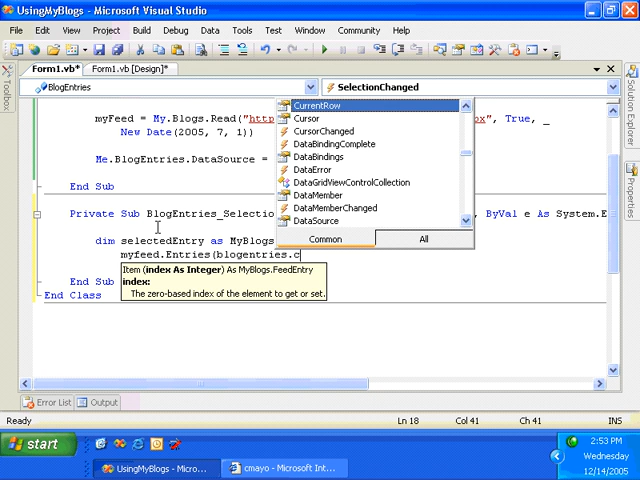 UsingMyBlogs - Microsoft Visual Studio
File Edit View Project Build Debug Data Tools Window Community Help
Form1.vb* Form1.vb [Design]*
BlogEntries SelectionChanged
Toolbox
Solution Explorer
Properties
myFeed = My.Blogs.Read("http ox", True, _
New Date(2005, 7, 1))
Me.BlogEntries.DataSource =
End Sub
Private Sub BlogEntries_Selectio , ByVal e As System.E
dim selectedEntry as MyBlogs
myfeed.Entries(blogentries.c
End Sub
End Class
CurrentRow
Cursor
CursorChanged
DataBindingComplete
DataBindings
DataError
DataGridViewControlCollection
DataMember
DataMemberChanged
DataSource
Common All
Item (index As Integer) As MyBlogs.FeedEntry
index:
The zero-based index of the element to get or set.
Error List Output
Ready Ln 18 Col 41 Ch 41 INS
start
2:53 PM
Wednesday
12/14/2005
UsingMyBlogs - Micro... cmayo - Microsoft Int...